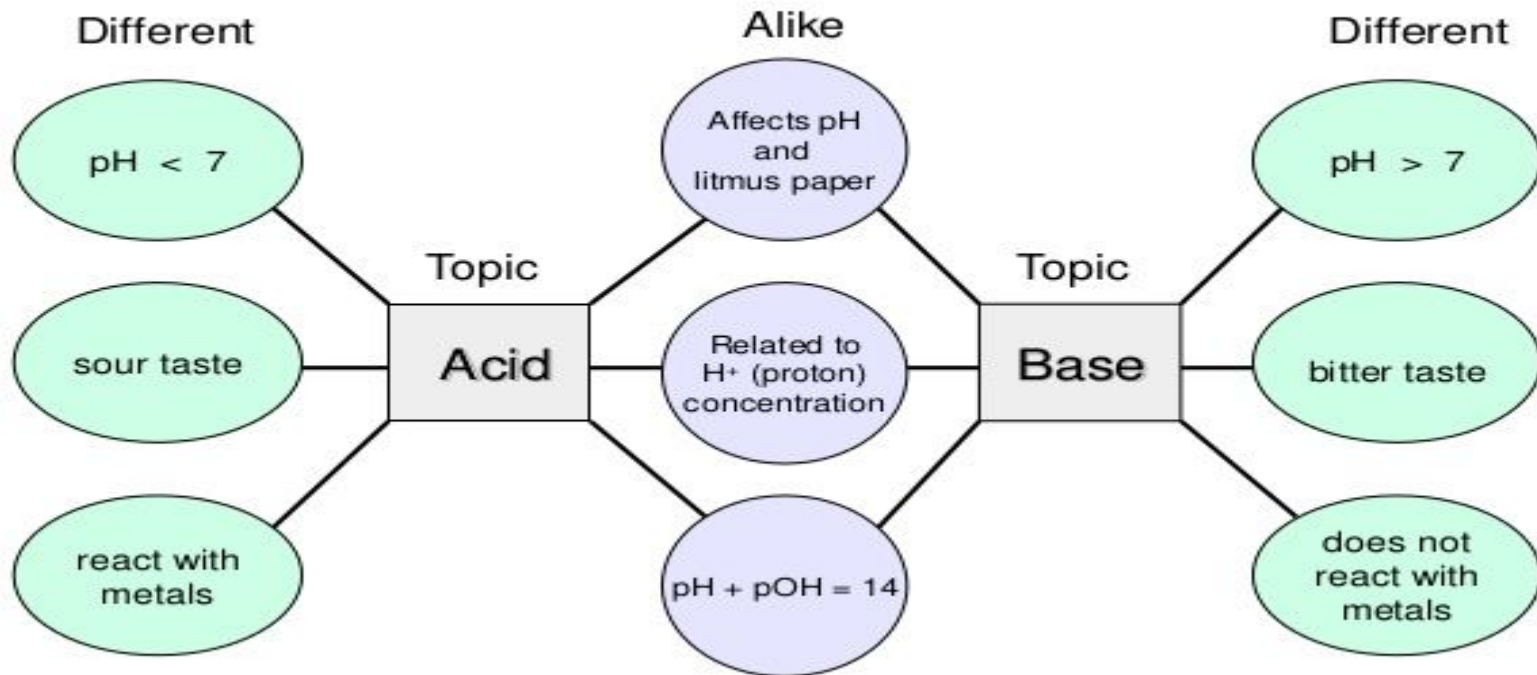 Different
Alike
Different
pH < 7
Affects pH
and
litmus paper
pH > 7
Topic
Topic
sour taste
Acid
Related to
H⁺ (proton)
concentration
Base
bitter taste
react with
metals
pH + pOH = 14
does not
react with
metals